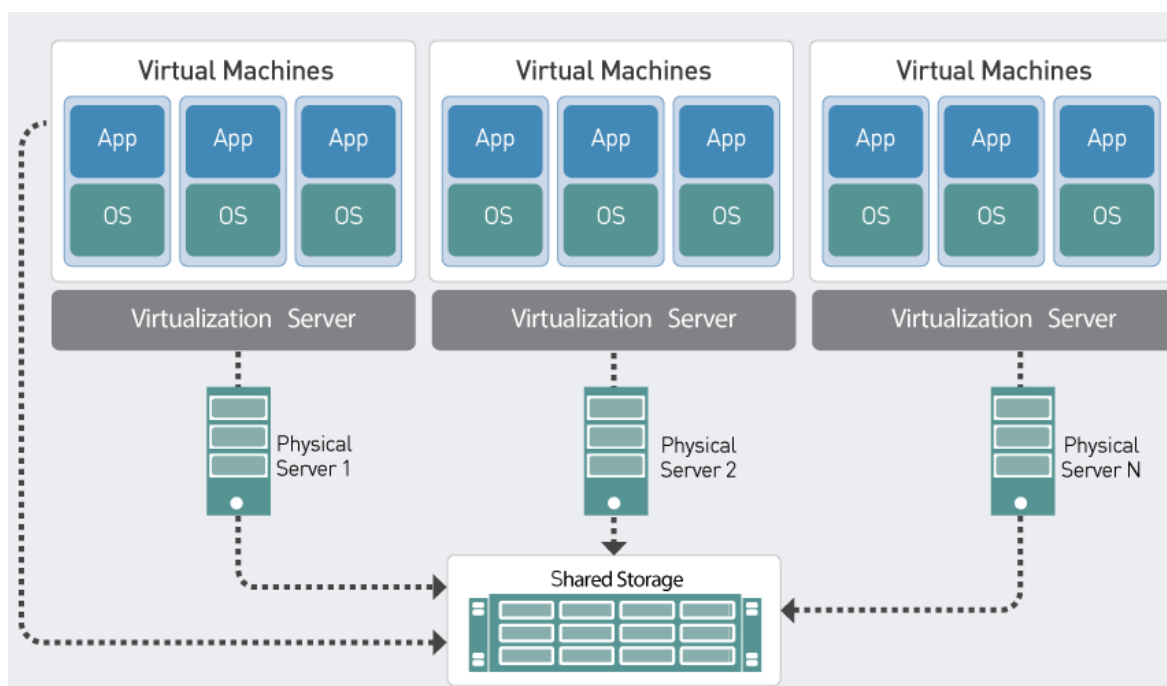 Virtual Machines
Virtual Machines
Virtual Machines
App App App
App App App
App App App
OS OS OS
OS OS OS
OS OS OS
Virtualization Server
Virtualization Server
Virtualization Server
Physical
Server 1
Physical
Server 2
Physical
Server N
Shared Storage